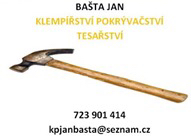 BAŠTA JAN
KLEMPÍŘSTVÍ POKRÝVAČSTVÍ
TESAŘSTVÍ
723 901 414
kpjanbasta@seznam.cz